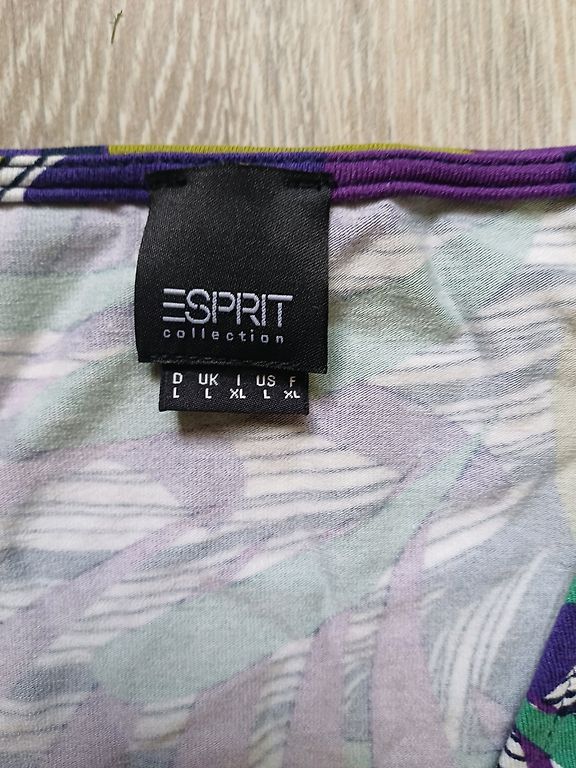 ESPRIT
collection
D UK I US F
L L XL L XL